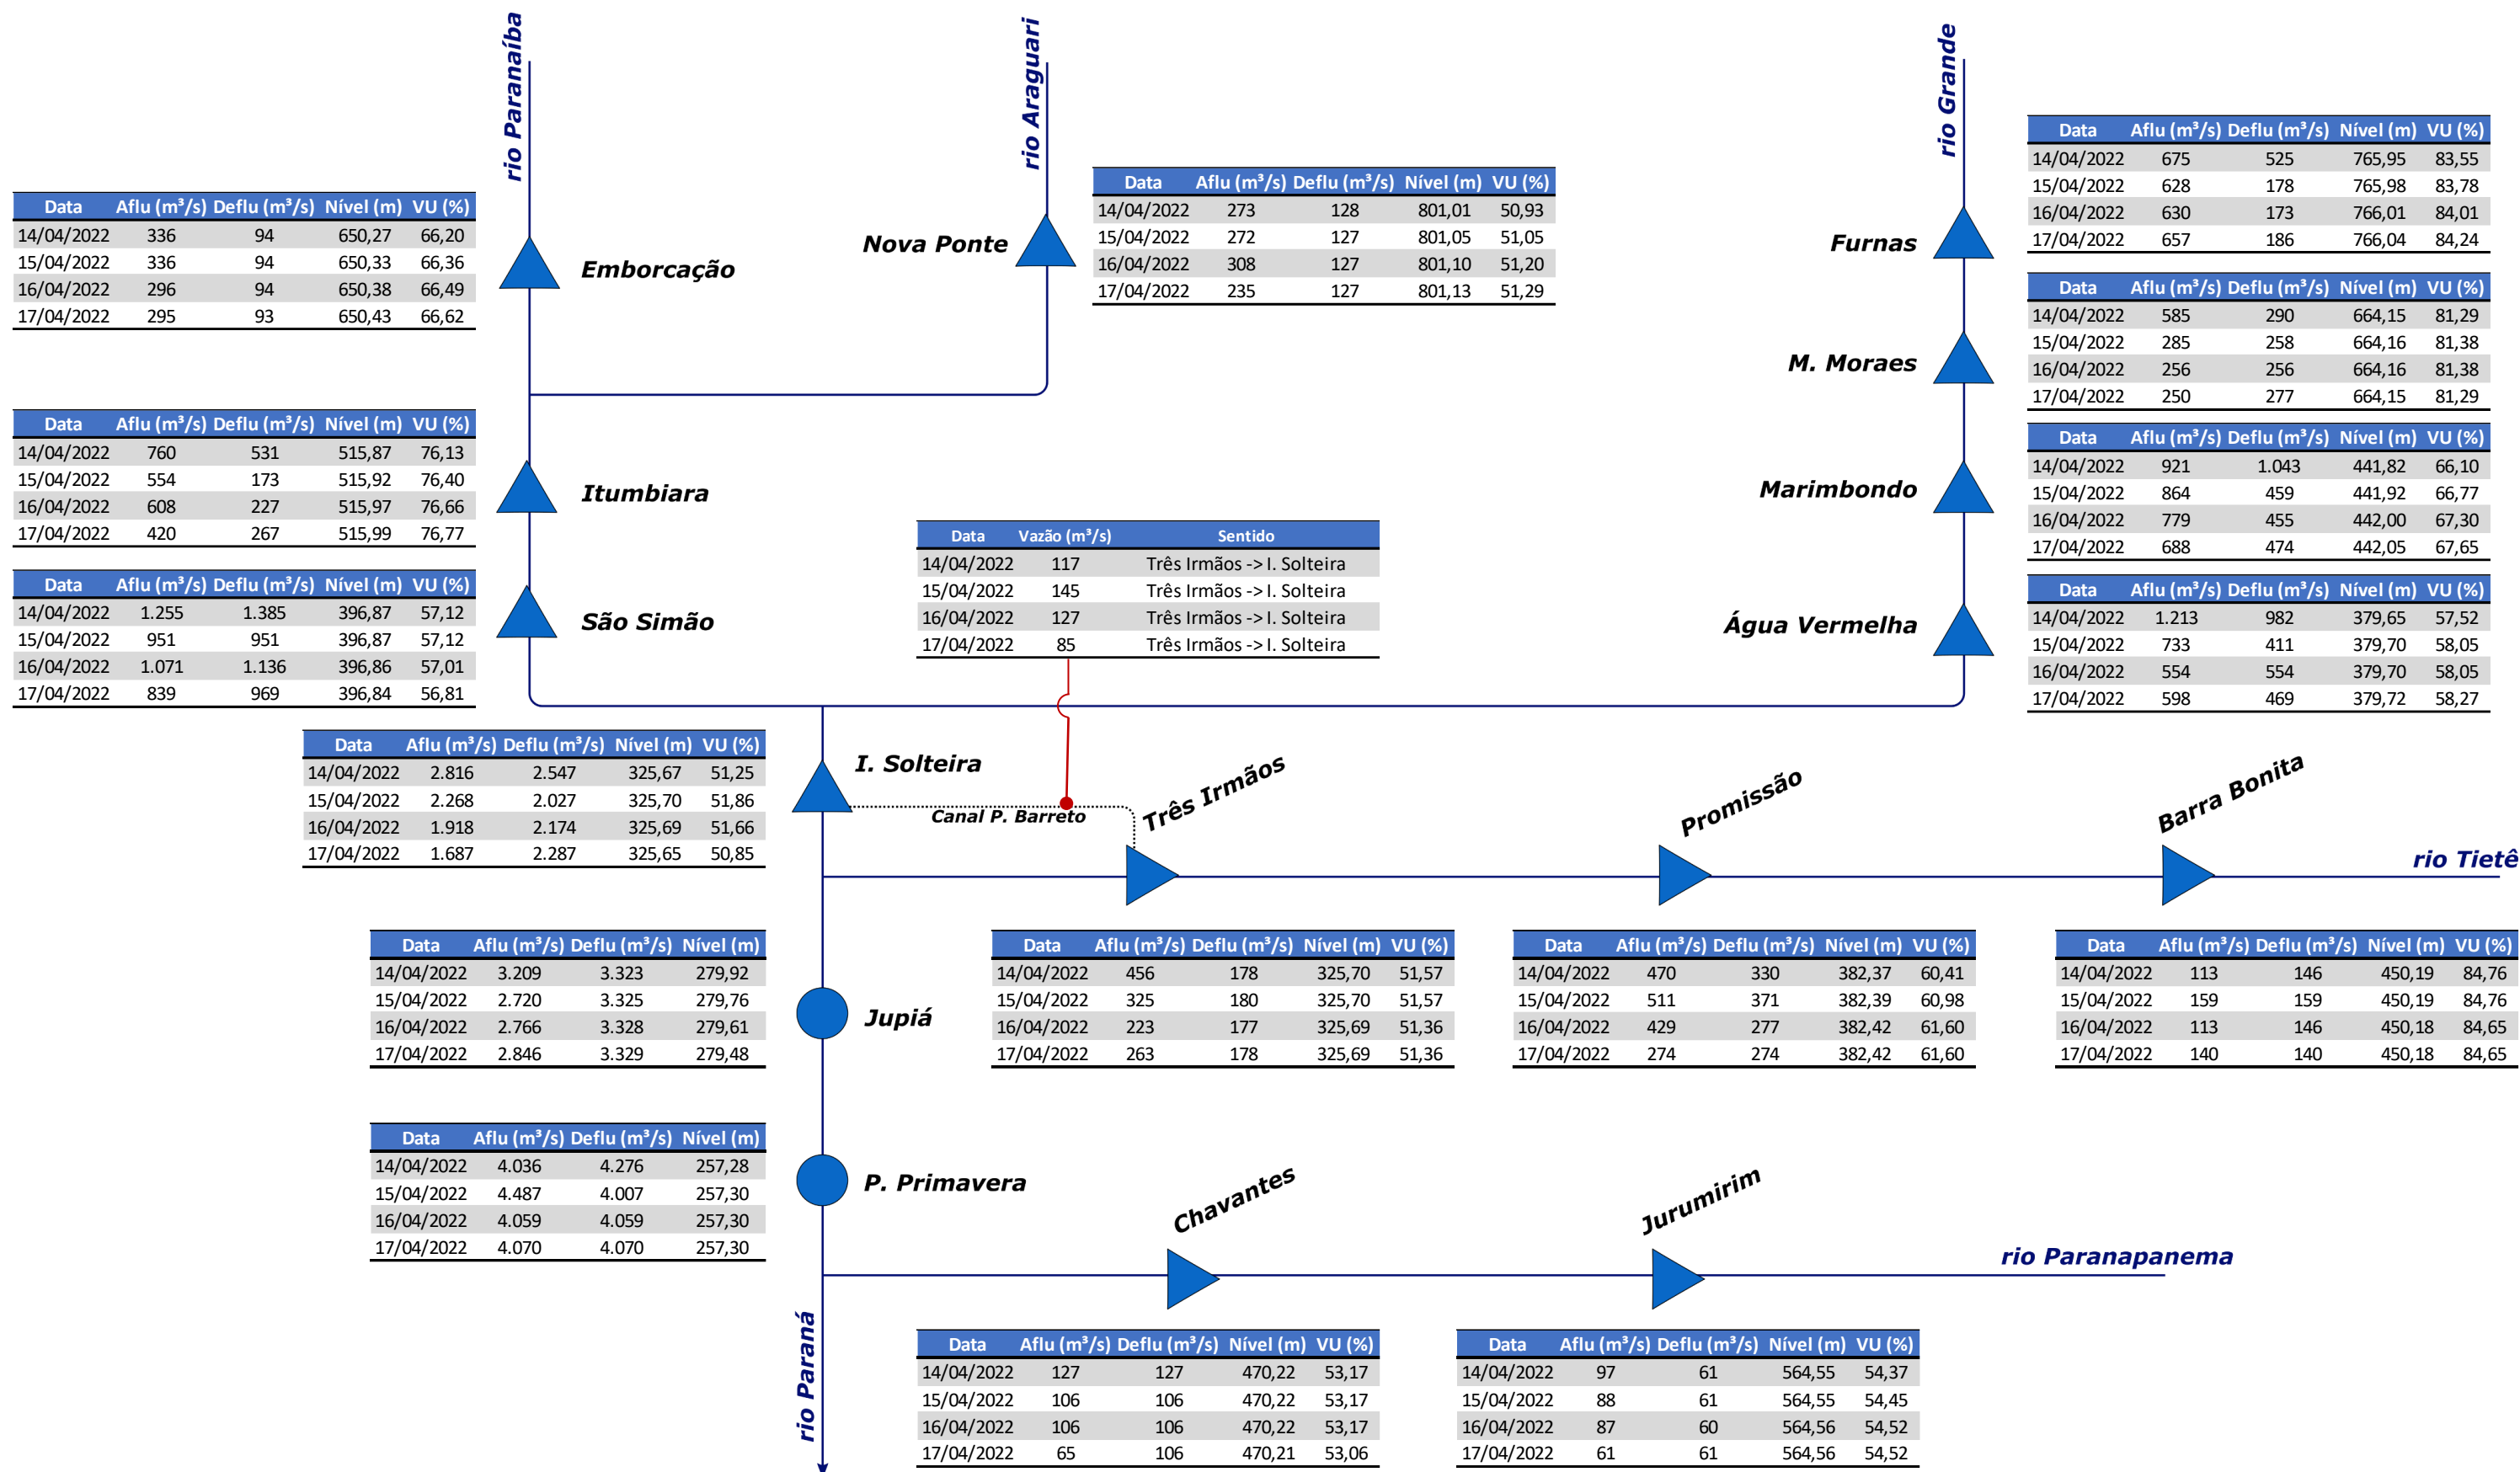 rio Paranaíba
rio Araguari
rio Grande
Data Aflu (m³/s) Deflu (m³/s) Nível (m) VU (%)
14/04/2022 675 525 765,95 83,55
15/04/2022 628 178 765,98 83,78
16/04/2022 630 173 766,01 84,01
17/04/2022 657 186 766,04 84,24
Furnas
Data Aflu (m³/s) Deflu (m³/s) Nível (m) VU (%)
14/04/2022 273 128 801,01 50,93
15/04/2022 272 127 801,05 51,05
16/04/2022 308 127 801,10 51,20
17/04/2022 235 127 801,13 51,29
Nova Ponte
Data Aflu (m³/s) Deflu (m³/s) Nível (m) VU (%)
14/04/2022 336 94 650,27 66,20
15/04/2022 336 94 650,33 66,36
16/04/2022 296 94 650,38 66,49
17/04/2022 295 93 650,43 66,62
Emborcação
Data Aflu (m³/s) Deflu (m³/s) Nível (m) VU (%)
14/04/2022 585 290 664,15 81,29
15/04/2022 285 258 664,16 81,38
16/04/2022 256 256 664,16 81,38
17/04/2022 250 277 664,15 81,29
M. Moraes
Data Aflu (m³/s) Deflu (m³/s) Nível (m) VU (%)
14/04/2022 760 531 515,87 76,13
15/04/2022 554 173 515,92 76,40
16/04/2022 608 227 515,97 76,66
17/04/2022 420 267 515,99 76,77
Itumbiara
Data Aflu (m³/s) Deflu (m³/s) Nível (m) VU (%)
14/04/2022 921 1.043 441,82 66,10
15/04/2022 864 459 441,92 66,77
16/04/2022 779 455 442,00 67,30
17/04/2022 688 474 442,05 67,65
Marimbondo
Data Vazão (m³/s) Sentido
14/04/2022 117 Três Irmãos -> I. Solteira
15/04/2022 145 Três Irmãos -> I. Solteira
16/04/2022 127 Três Irmãos -> I. Solteira
17/04/2022 85 Três Irmãos -> I. Solteira
Data Aflu (m³/s) Deflu (m³/s) Nível (m) VU (%)
14/04/2022 1.255 1.385 396,87 57,12
15/04/2022 951 951 396,87 57,12
16/04/2022 1.071 1.136 396,86 57,01
17/04/2022 839 969 396,84 56,81
São Simão
Data Aflu (m³/s) Deflu (m³/s) Nível (m) VU (%)
14/04/2022 1.213 982 379,65 57,52
15/04/2022 733 411 379,70 58,05
16/04/2022 554 554 379,70 58,05
17/04/2022 598 469 379,72 58,27
Água Vermelha
Data Aflu (m³/s) Deflu (m³/s) Nível (m) VU (%)
14/04/2022 2.816 2.547 325,67 51,25
15/04/2022 2.268 2.027 325,70 51,86
16/04/2022 1.918 2.174 325,69 51,66
17/04/2022 1.687 2.287 325,65 50,85
I. Solteira
Canal P. Barreto
Três Irmãos
Promissão
Barra Bonita
rio Tietê
Data Aflu (m³/s) Deflu (m³/s) Nível (m)
14/04/2022 3.209 3.323 279,92
15/04/2022 2.720 3.325 279,76
16/04/2022 2.766 3.328 279,61
17/04/2022 2.846 3.329 279,48
Jupiá
Data Aflu (m³/s) Deflu (m³/s) Nível (m) VU (%)
14/04/2022 456 178 325,70 51,57
15/04/2022 325 180 325,70 51,57
16/04/2022 223 177 325,69 51,36
17/04/2022 263 178 325,69 51,36
Data Aflu (m³/s) Deflu (m³/s) Nível (m) VU (%)
14/04/2022 470 330 382,37 60,41
15/04/2022 511 371 382,39 60,98
16/04/2022 429 277 382,42 61,60
17/04/2022 274 274 382,42 61,60
Data Aflu (m³/s) Deflu (m³/s) Nível (m) VU (%)
14/04/2022 113 146 450,19 84,76
15/04/2022 159 159 450,19 84,76
16/04/2022 113 146 450,18 84,65
17/04/2022 140 140 450,18 84,65
Data Aflu (m³/s) Deflu (m³/s) Nível (m)
14/04/2022 4.036 4.276 257,28
15/04/2022 4.487 4.007 257,30
16/04/2022 4.059 4.059 257,30
17/04/2022 4.070 4.070 257,30
P. Primavera
Chavantes
Jurumirim
rio Paranapanema
rio Paraná
Data Aflu (m³/s) Deflu (m³/s) Nível (m) VU (%)
14/04/2022 127 127 470,22 53,17
15/04/2022 106 106 470,22 53,17
16/04/2022 106 106 470,22 53,17
17/04/2022 65 106 470,21 53,06
Data Aflu (m³/s) Deflu (m³/s) Nível (m) VU (%)
14/04/2022 97 61 564,55 54,37
15/04/2022 88 61 564,55 54,45
16/04/2022 87 60 564,56 54,52
17/04/2022 61 61 564,56 54,52